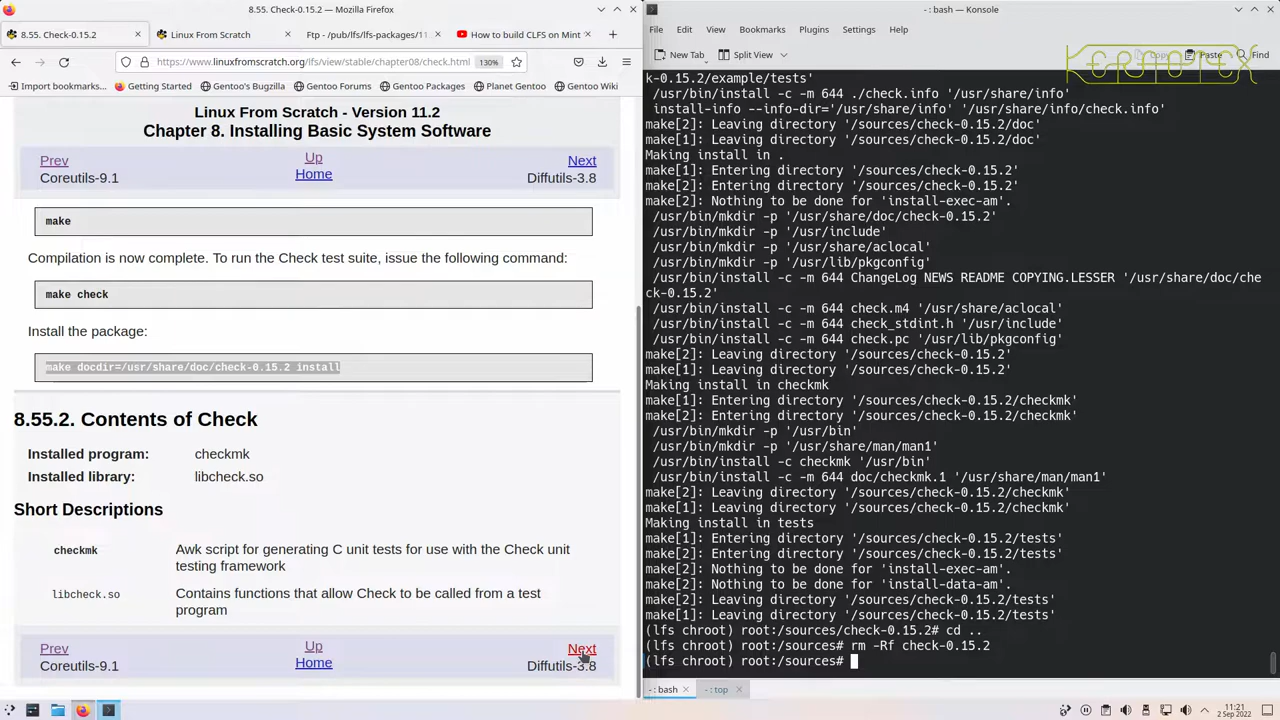 8.55. Check-0.15.2 — Mozilla Firefox
8.55. Check-0.15.2
Linux From Scratch
Ftp - /pub/lfs/lfs-packages/11
How to build CLFS on Mint
https://www.linuxfromscratch.org/lfs/view/stable/chapter08/check.html
Import bookmarks...
Getting Started
Gentoo's Bugzilla
Gentoo Forums
Gentoo Packages
Planet Gentoo
Gentoo Wiki
Linux From Scratch - Version 11.2
Chapter 8. Installing Basic System Software
Prev
Up
Next
Coreutils-9.1
Home
Diffutils-3.8
make
Compilation is now complete. To run the Check test suite, issue the following command:
make check
Install the package:
make docdir=/usr/share/doc/check-0.15.2 install
8.55.2. Contents of Check
Installed program: checkmk
Installed library: libcheck.so
Short Descriptions
checkmk
Awk script for generating C unit tests for use with the Check unit
testing framework
libcheck.so
Contains functions that allow Check to be called from a test
program
Prev
Up
Next
Coreutils-9.1
Home
Diffutils-3.8
- : bash — Konsole
File Edit View Bookmarks Plugins Settings Help
New Tab
Split View
Copy
Paste
Find
KERNOTEX
k-0.15.2/example/tests'
/usr/bin/install -c -m 644 ./check.info '/usr/share/info'
install-info --info-dir='/usr/share/info' '/usr/share/info/check.info'
make[2]: Leaving directory '/sources/check-0.15.2/doc'
make[1]: Leaving directory '/sources/check-0.15.2/doc'
Making install in .
make[1]: Entering directory '/sources/check-0.15.2'
make[2]: Entering directory '/sources/check-0.15.2'
make[2]: Nothing to be done for 'install-exec-am'.
/usr/bin/mkdir -p '/usr/share/doc/check-0.15.2'
/usr/bin/mkdir -p '/usr/include'
/usr/bin/mkdir -p '/usr/share/aclocal'
/usr/bin/mkdir -p '/usr/lib/pkgconfig'
/usr/bin/install -c -m 644 ChangeLog NEWS README COPYING.LESSER '/usr/share/doc/che
ck-0.15.2'
/usr/bin/install -c -m 644 check.m4 '/usr/share/aclocal'
/usr/bin/install -c -m 644 check_stdint.h '/usr/include'
/usr/bin/install -c -m 644 check.pc '/usr/lib/pkgconfig'
make[2]: Leaving directory '/sources/check-0.15.2'
make[1]: Leaving directory '/sources/check-0.15.2'
Making install in checkmk
make[1]: Entering directory '/sources/check-0.15.2/checkmk'
make[2]: Entering directory '/sources/check-0.15.2/checkmk'
/usr/bin/mkdir -p '/usr/bin'
/usr/bin/mkdir -p '/usr/share/man/man1'
/usr/bin/install -c checkmk '/usr/bin'
/usr/bin/install -c -m 644 doc/checkmk.1 '/usr/share/man/man1'
make[2]: Leaving directory '/sources/check-0.15.2/checkmk'
make[1]: Leaving directory '/sources/check-0.15.2/checkmk'
Making install in tests
make[1]: Entering directory '/sources/check-0.15.2/tests'
make[2]: Entering directory '/sources/check-0.15.2/tests'
make[2]: Nothing to be done for 'install-exec-am'.
make[2]: Nothing to be done for 'install-data-am'.
make[2]: Leaving directory '/sources/check-0.15.2/tests'
make[1]: Leaving directory '/sources/check-0.15.2/tests'
(lfs chroot) root:/sources/check-0.15.2# cd ..
(lfs chroot) root:/sources# rm -Rf check-0.15.2
(lfs chroot) root:/sources#
- : bash
- : top
11:21
2 Sep 2022